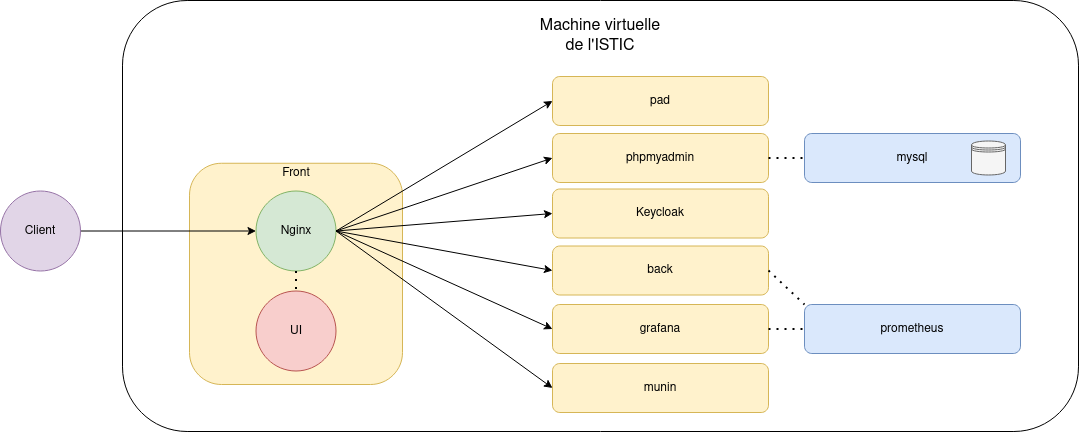 Machine virtuelle
de l'ISTIC
Client
Front
Nginx
UI
pad
phpmyadmin
mysql
Keycloak
back
grafana
prometheus
munin